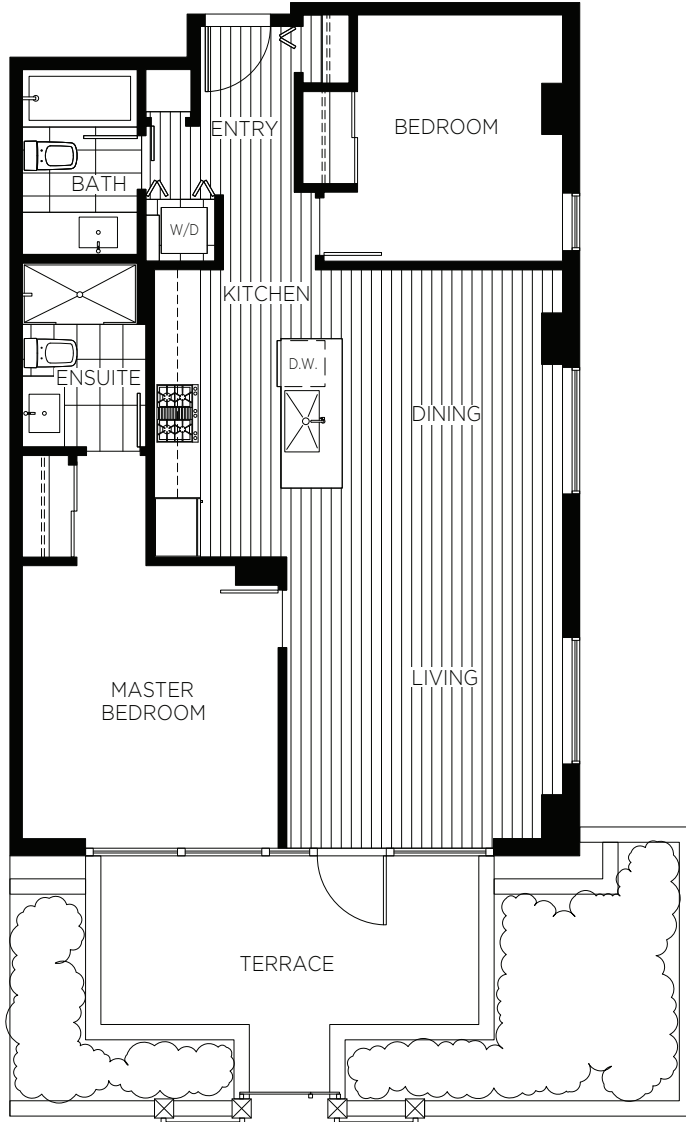 ENTRY
BEDROOM
BATH
W/D
KITCHEN
D.W.
ENSUITE
DINING
LIVING
MASTER
BEDROOM
TERRACE